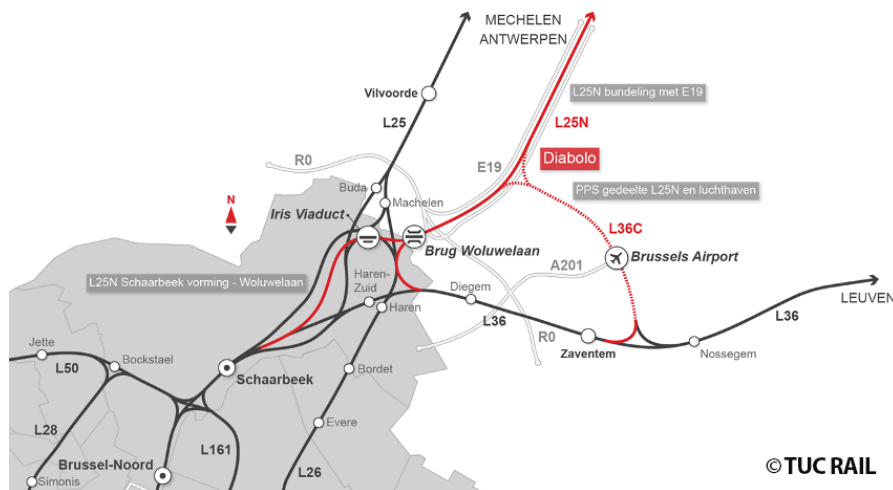 MECHELEN
ANTWERPEN
Vilvoorde
L25N bundeling met E19
L25
L25N
R0
E19
Diabolo
Buda
Machelen
PPS gedeelte L25N en luchthaven
N
Iris Viaduct
L36C
Brug Woluwelaan
Brussels Airport
A201
L25N Schaarbeek vorming - Woluwelaan
Haren-
Zuid
Diegem
Haren
LEUVEN
L36
R0
L36
Jette
Bockstael
Zaventem
Nossegem
L50
Schaarbeek
Bordet
L28
Evere
L161
Brussel-Noord
L26
Simonis
© TUC RAIL